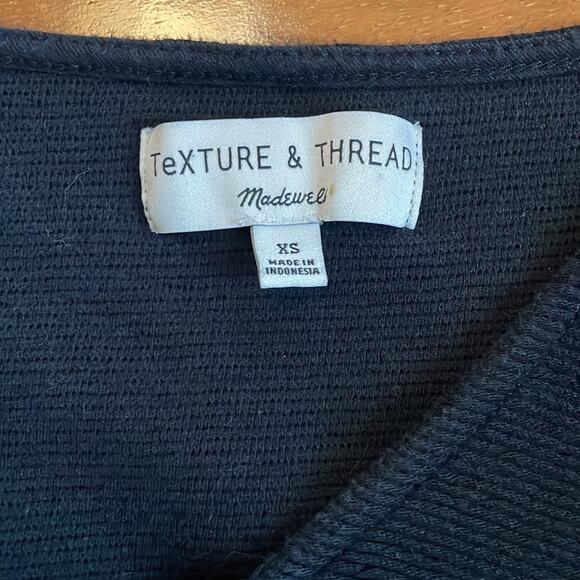 TeXTURE & THREAD
Madewell
XS
MADE IN
INDONESIA